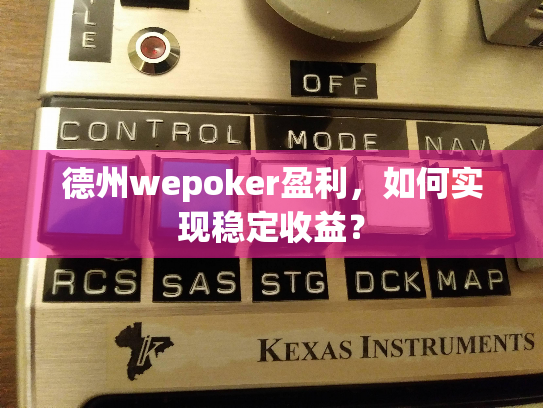 OFF
CONTROL MODE NAV
德州wepoker盈利，如何实
现稳定收益？
RCS SAS STG DCK MAP
KEXAS INSTRUMENTS